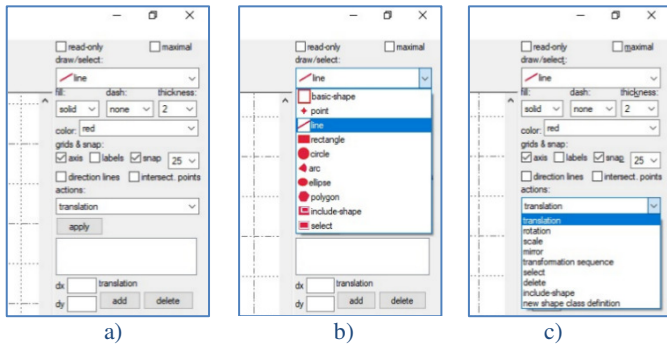 read-only maximal
draw/select:
line
fill: dash: thickness:
solid none 2
color: red
grids & snap:
axis labels snap 25
direction lines intersect. points
actions:
translation
apply
dx translation
dy add delete
a)
read-only maximal
draw/select:
line
basic-shape
point
line
rectangle
circle
arc
ellipse
polygon
include-shape
select
dx translation
dy add delete
b)
read-only maximal
draw/select:
line
fill: dash: thickness:
solid none 2
color: red
grids & snap:
axis labels snap 25
direction lines intersect. points
actions:
translation
translation
rotation
scale
mirror
transformation sequence
select
delete
include-shape
new shape class definition
c)